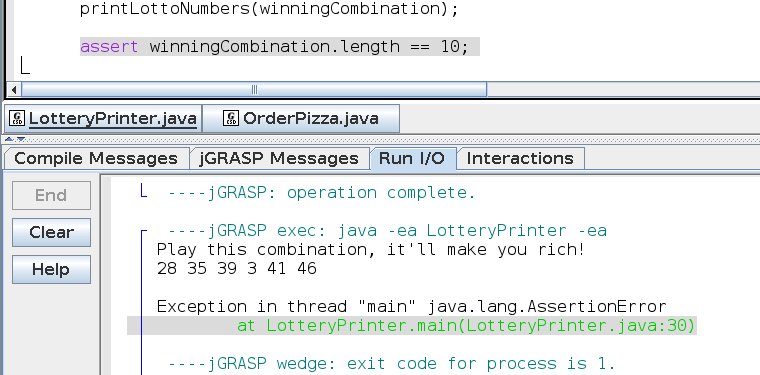 printLottoNumbers(winningCombination);
assert winningCombination.length == 10;
LotteryPrinter.java OrderPizza.java
Compile Messages jGRASP Messages Run I/O Interactions
End
Clear
Help
----jGRASP: operation complete.
----jGRASP exec: java -ea LotteryPrinter -ea
Play this combination, it'll make you rich!
28 35 39 3 41 46
Exception in thread "main" java.lang.AssertionError
at LotteryPrinter.main(LotteryPrinter.java:30)
----jGRASP wedge: exit code for process is 1.